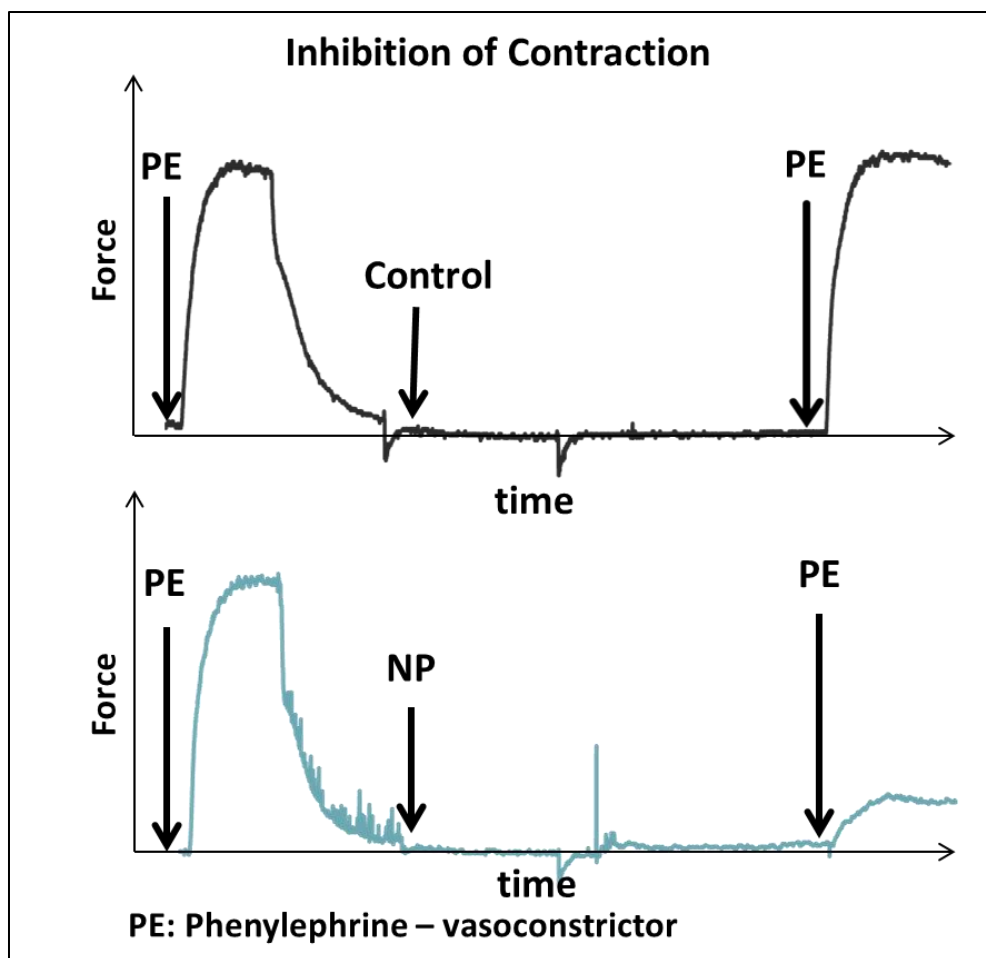 Inhibition of Contraction
PE
PE
Control
Force
time
PE
PE
NP
Force
time
PE: Phenylephrine – vasoconstrictor